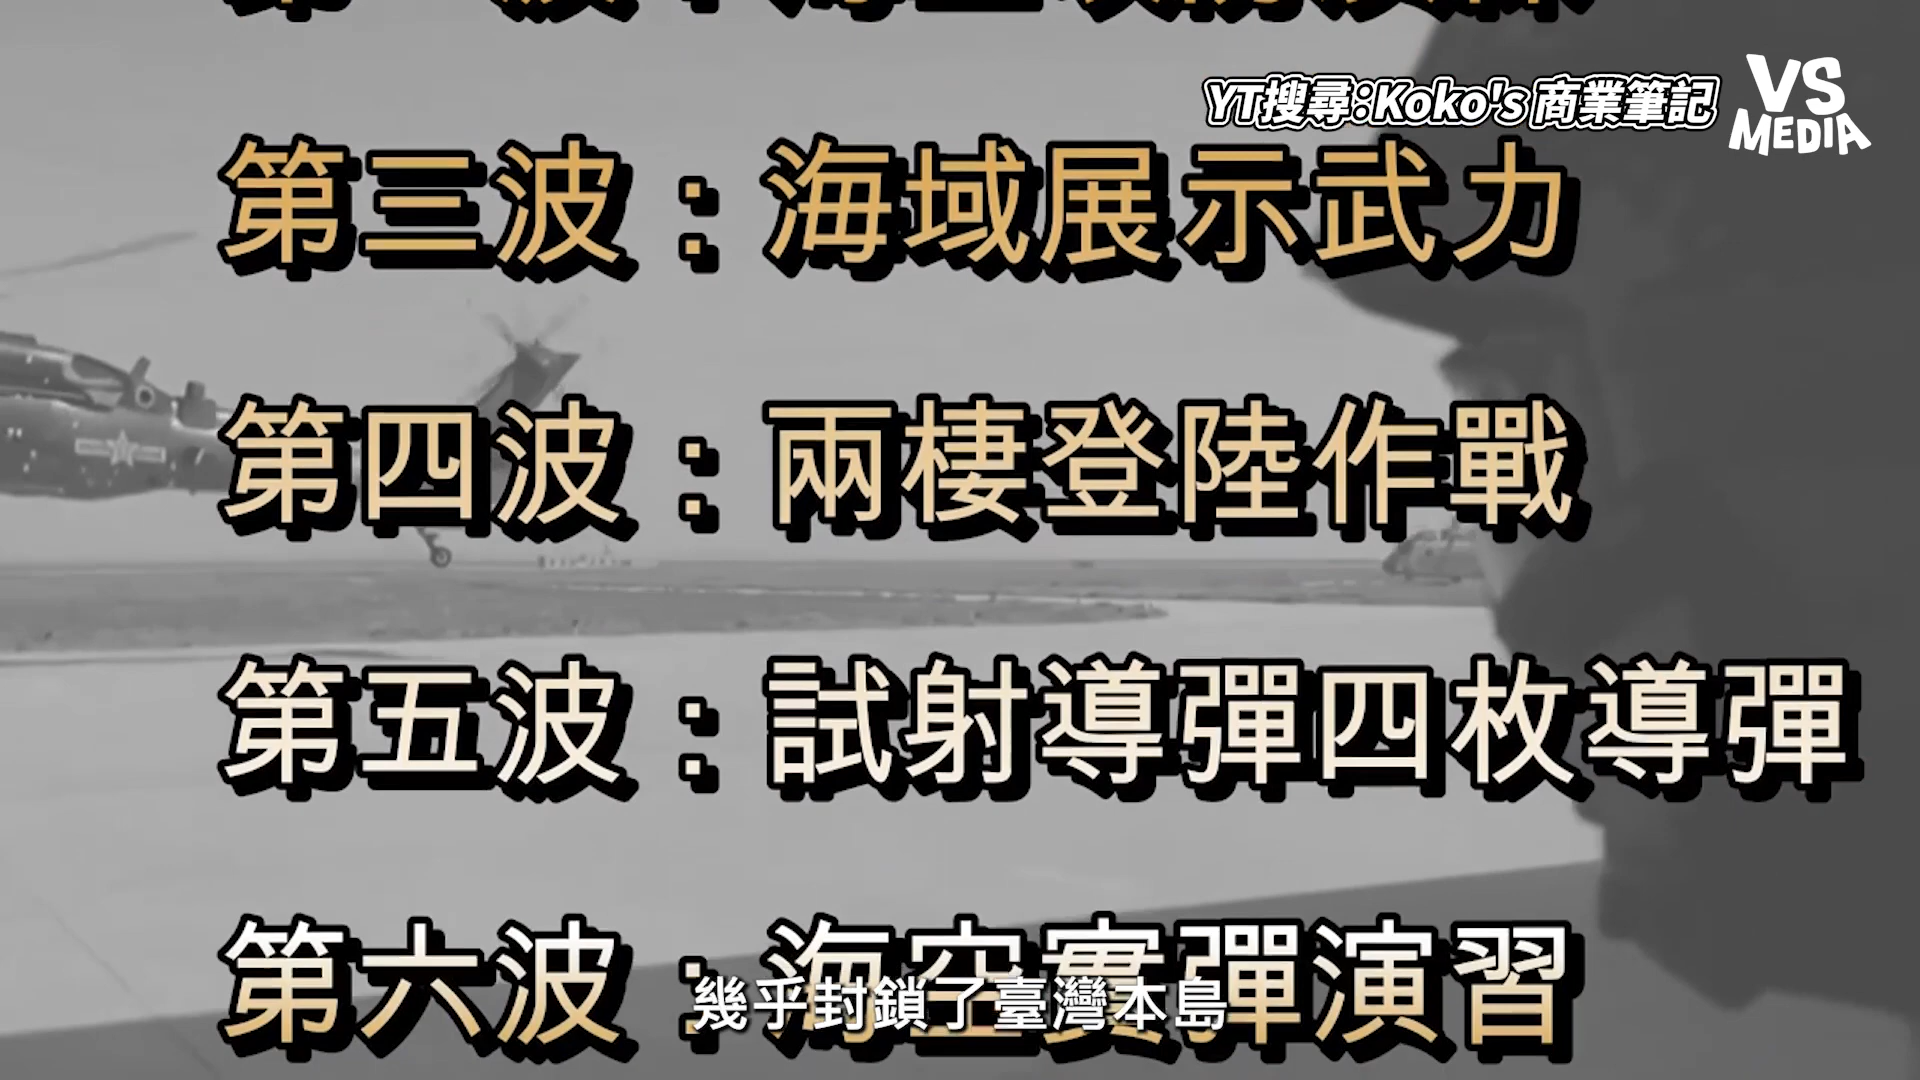 YT搜尋:Koko's 商業筆記
VS
MEDIA
第三波：海域展示武力
第四波：兩棲登陸作戰
第五波：試射導彈四枚導彈
第六波：海空實彈演習
幾乎封鎖了臺灣本島